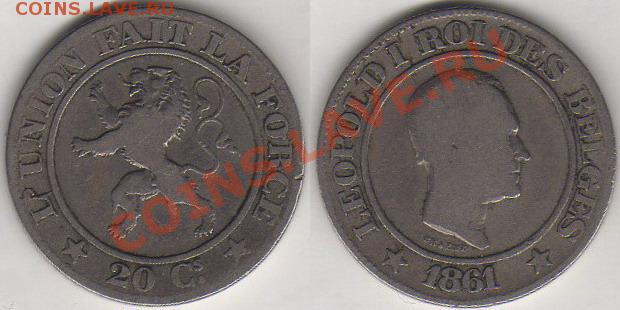 COINS.LAVE.RU
L'UNION FAIT LA FORCE
20 Cs.
LEOPOLD I ROI DES BELGES
1861
COINS.LAVE.RU